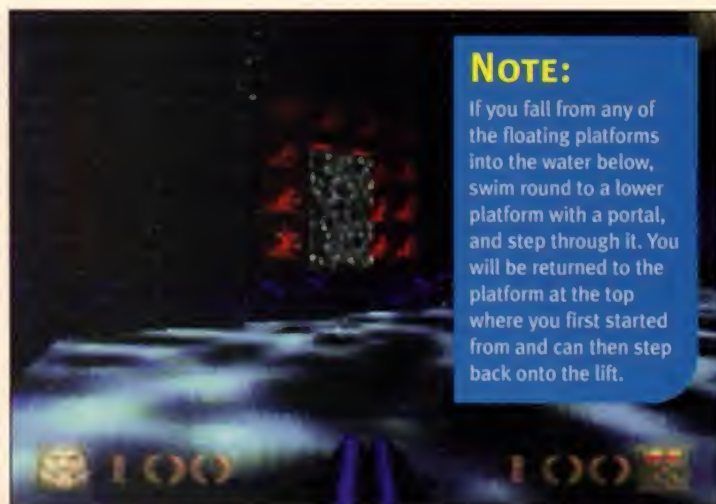 NOTE:
If you fall from any of
the floating platforms
into the water below,
swim round to a lower
platform with a portal,
and step through it. You
will be returned to the
platform at the top
where you first started
from and can then step
back onto the lift.
100
100